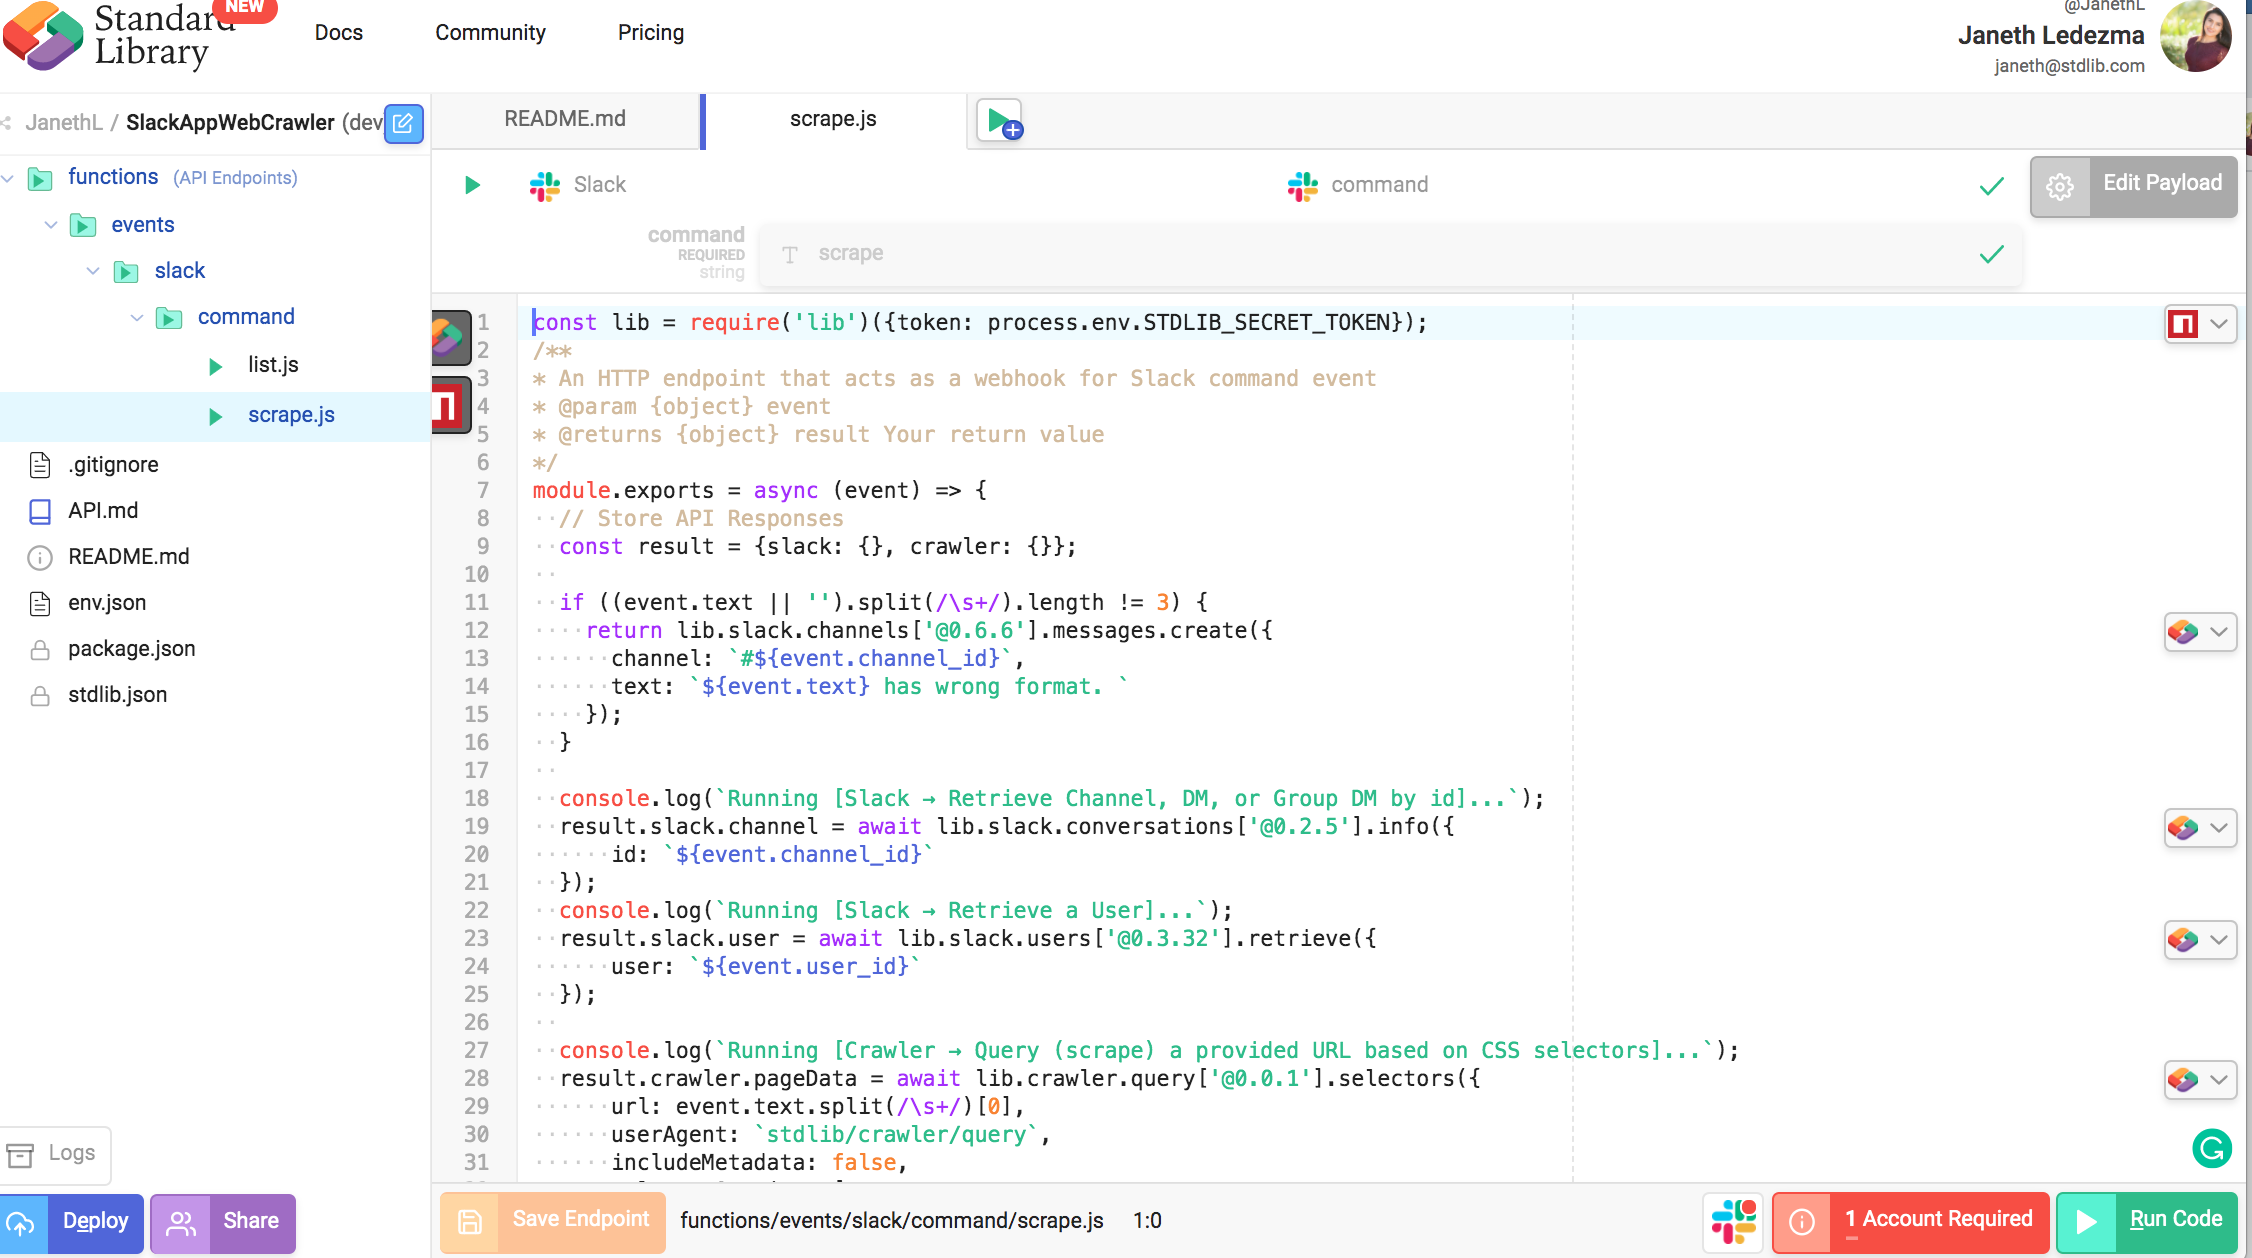 Standard
Library
NEW
Docs
Community
Pricing
@JanethL
Janeth Ledezma
janeth@stdlib.com
JanethL / SlackAppWebCrawler (dev
functions (API Endpoints)
events
slack
command
list.js
scrape.js
.gitignore
API.md
README.md
env.json
package.json
stdlib.json
Logs
Deploy
Share
README.md
scrape.js
Slack
command
Edit Payload
command
REQUIRED
string
T scrape
1 const lib = require('lib')({token: process.env.STDLIB_SECRET_TOKEN});
2 /**
3 * An HTTP endpoint that acts as a webhook for Slack command event
4 * @param {object} event
5 * @returns {object} result Your return value
6 */
7 module.exports = async (event) => {
8 ··// Store API Responses
9 ··const result = {slack: {}, crawler: {}};
10 ··
11 ··if ((event.text || '').split(/\s+/).length != 3) {
12 ····return lib.slack.channels['@0.6.6'].messages.create({
13 ······channel: `#${event.channel_id}`,
14 ······text: `${event.text} has wrong format. `
15 ····});
16 ··}
17 ··
18 ··console.log(`Running [Slack → Retrieve Channel, DM, or Group DM by id]...`);
19 ··result.slack.channel = await lib.slack.conversations['@0.2.5'].info({
20 ······id: `${event.channel_id}`
21 ··});
22 ··console.log(`Running [Slack → Retrieve a User]...`);
23 ··result.slack.user = await lib.slack.users['@0.3.32'].retrieve({
24 ······user: `${event.user_id}`
25 ··});
26 ··
27 ··console.log(`Running [Crawler → Query (scrape) a provided URL based on CSS selectors]...`);
28 ··result.crawler.pageData = await lib.crawler.query['@0.0.1'].selectors({
29 ······url: event.text.split(/\s+/)[0],
30 ······userAgent: `stdlib/crawler/query`,
31 ······includeMetadata: false,
Save Endpoint
functions/events/slack/command/scrape.js 1:0
1 Account Required
Run Code